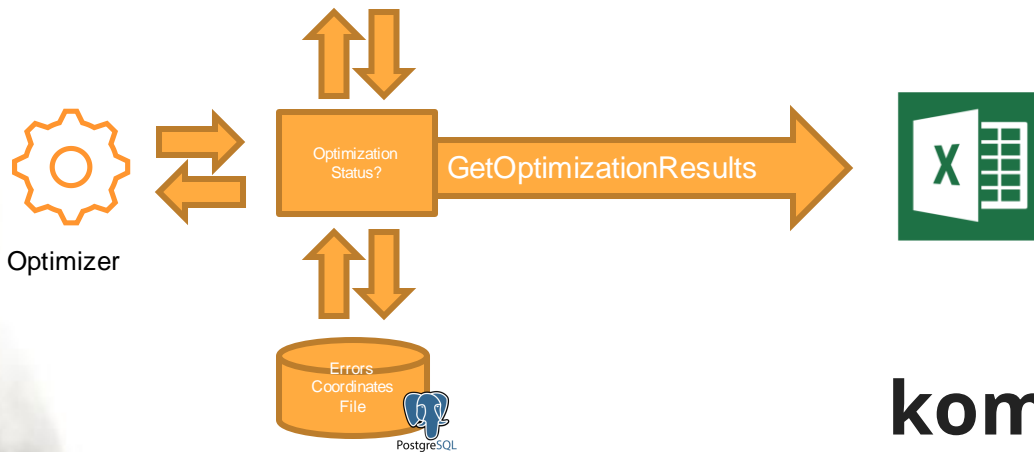 Optimization
Status?
GetOptimizationResults
X
Optimizer
Errors
Coordinates
File
PostgreSQL
kom